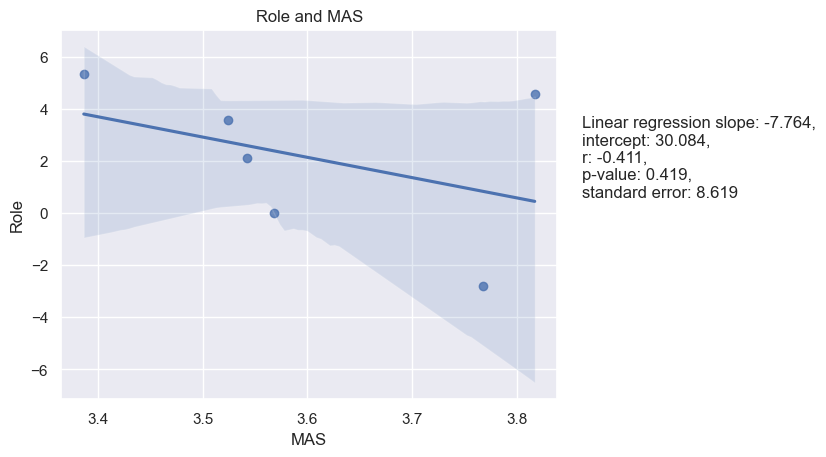 Role and MAS
6
4
2
0
−2
−4
−6
Role
3.4 3.5 3.6 3.7 3.8
MAS
Linear regression slope: -7.764,
intercept: 30.084,
r: -0.411,
p-value: 0.419,
standard error: 8.619